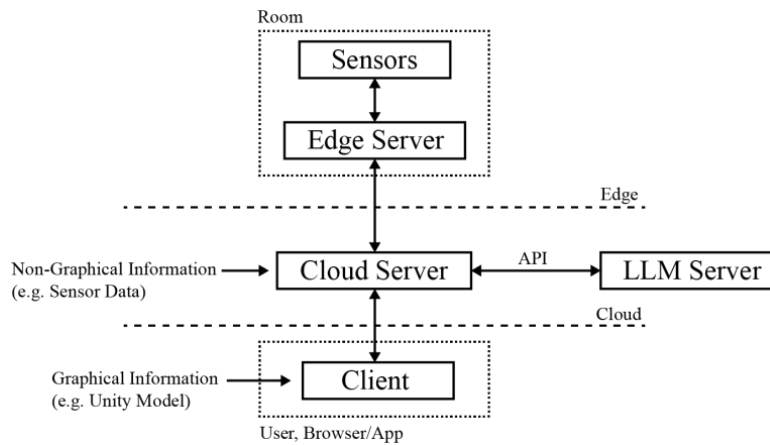 Room
Sensors
Edge Server
Edge
Non-Graphical Information
(e.g. Sensor Data)
Cloud Server
API
LLM Server
Cloud
Graphical Information
(e.g. Unity Model)
Client
User, Browser/App